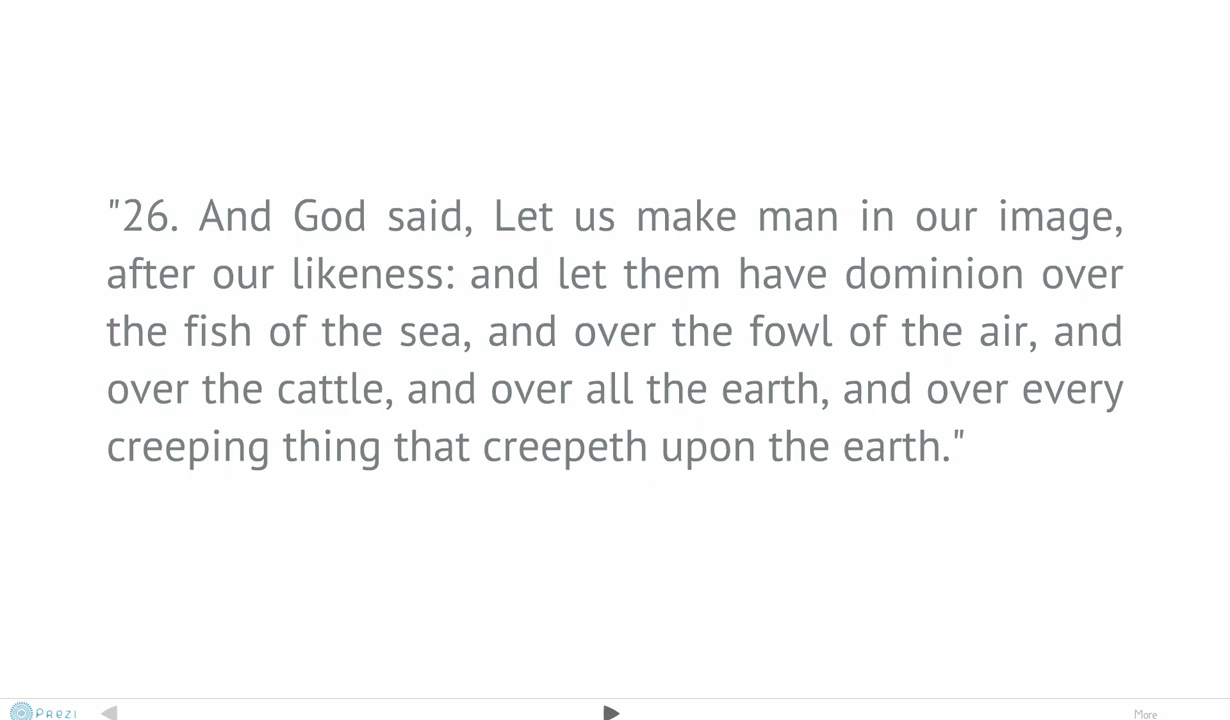 "26. And God said, Let us make man in our image,
after our likeness: and let them have dominion over
the fish of the sea, and over the fowl of the air, and
over the cattle, and over all the earth, and over every
creeping thing that creepeth upon the earth."
Prezi
More